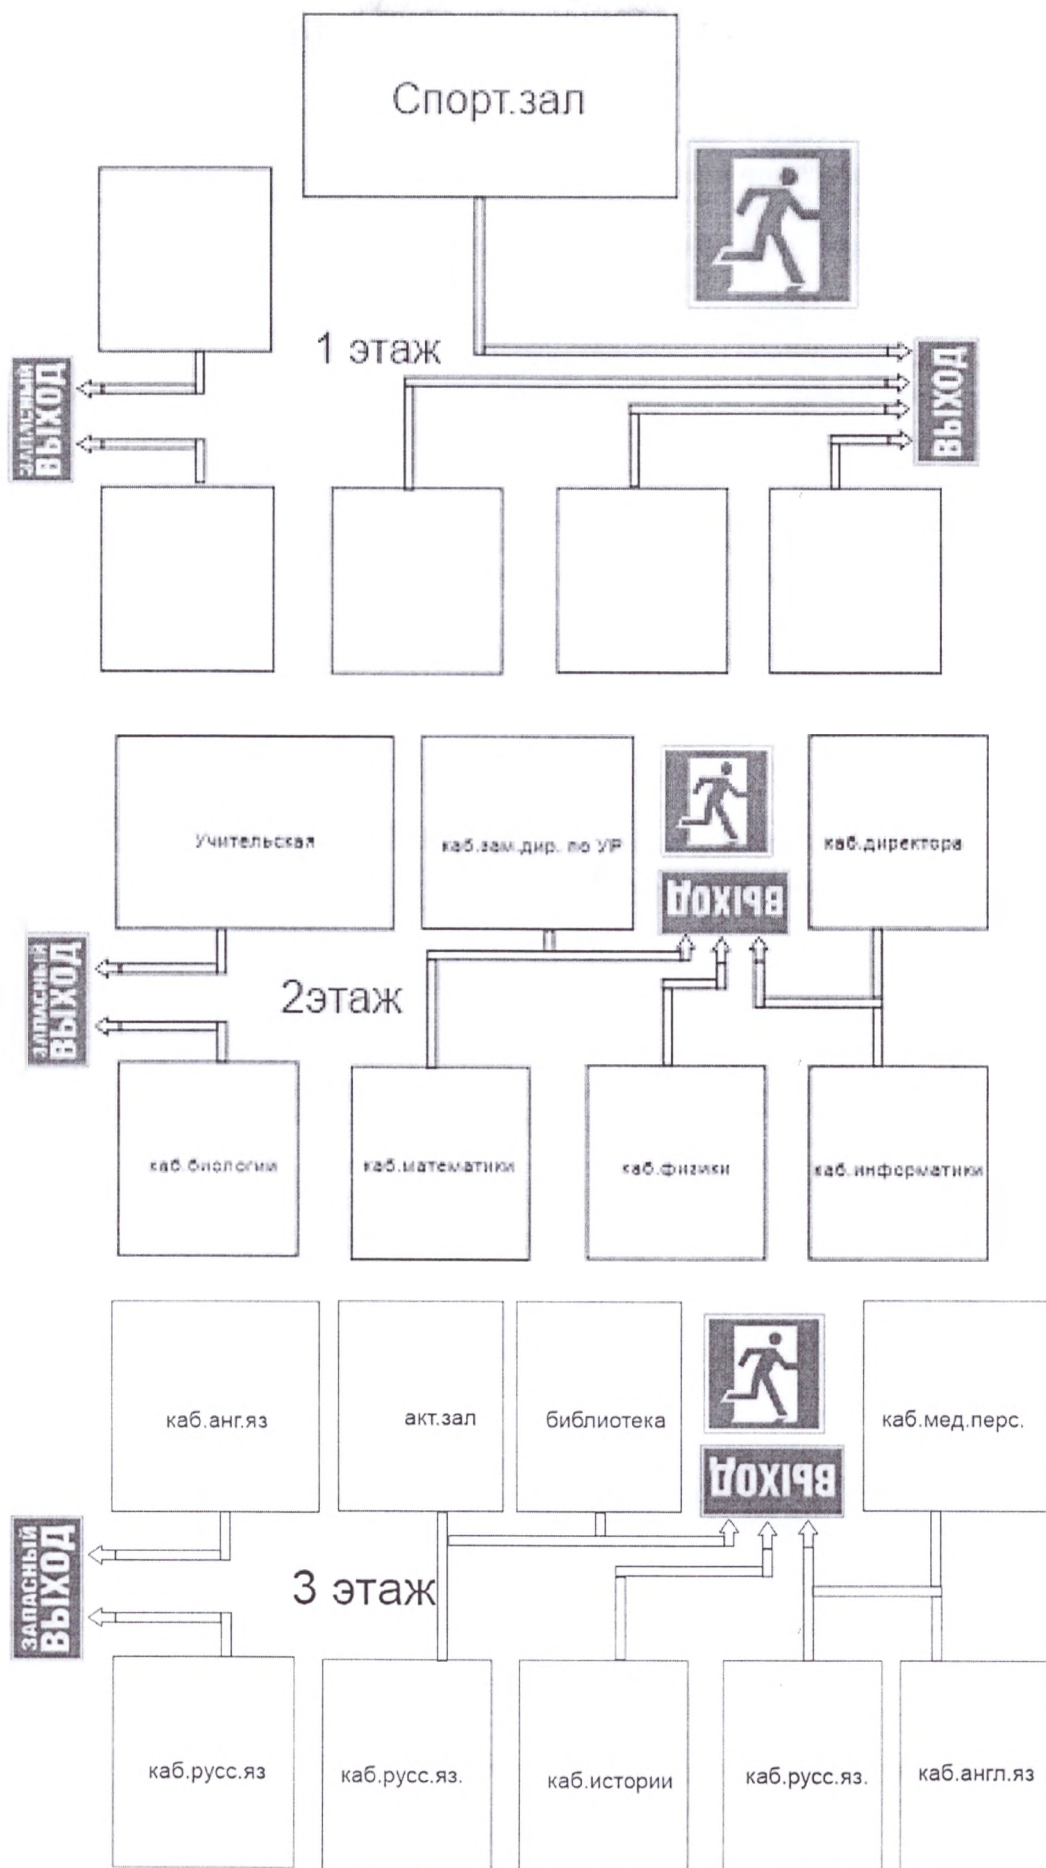 Спорт.зал
1 этаж
ЗАПАСНЫЙ
ВЫХОД
ВЫХОД
Учительская
каб.зам.дир. по УР
каб.директора
ВЫХОД
ЗАПАСНЫЙ
ВЫХОД
2этаж
каб.биологии
каб.математики
каб.физики
каб.информатики
каб.анг.яз
акт.зал
библиотека
каб.мед.перс.
ВЫХОД
ЗАПАСНЫЙ
ВЫХОД
3 этаж
каб.русс.яз
каб.русс.яз.
каб.истории
каб.русс.яз.
каб.англ.яз